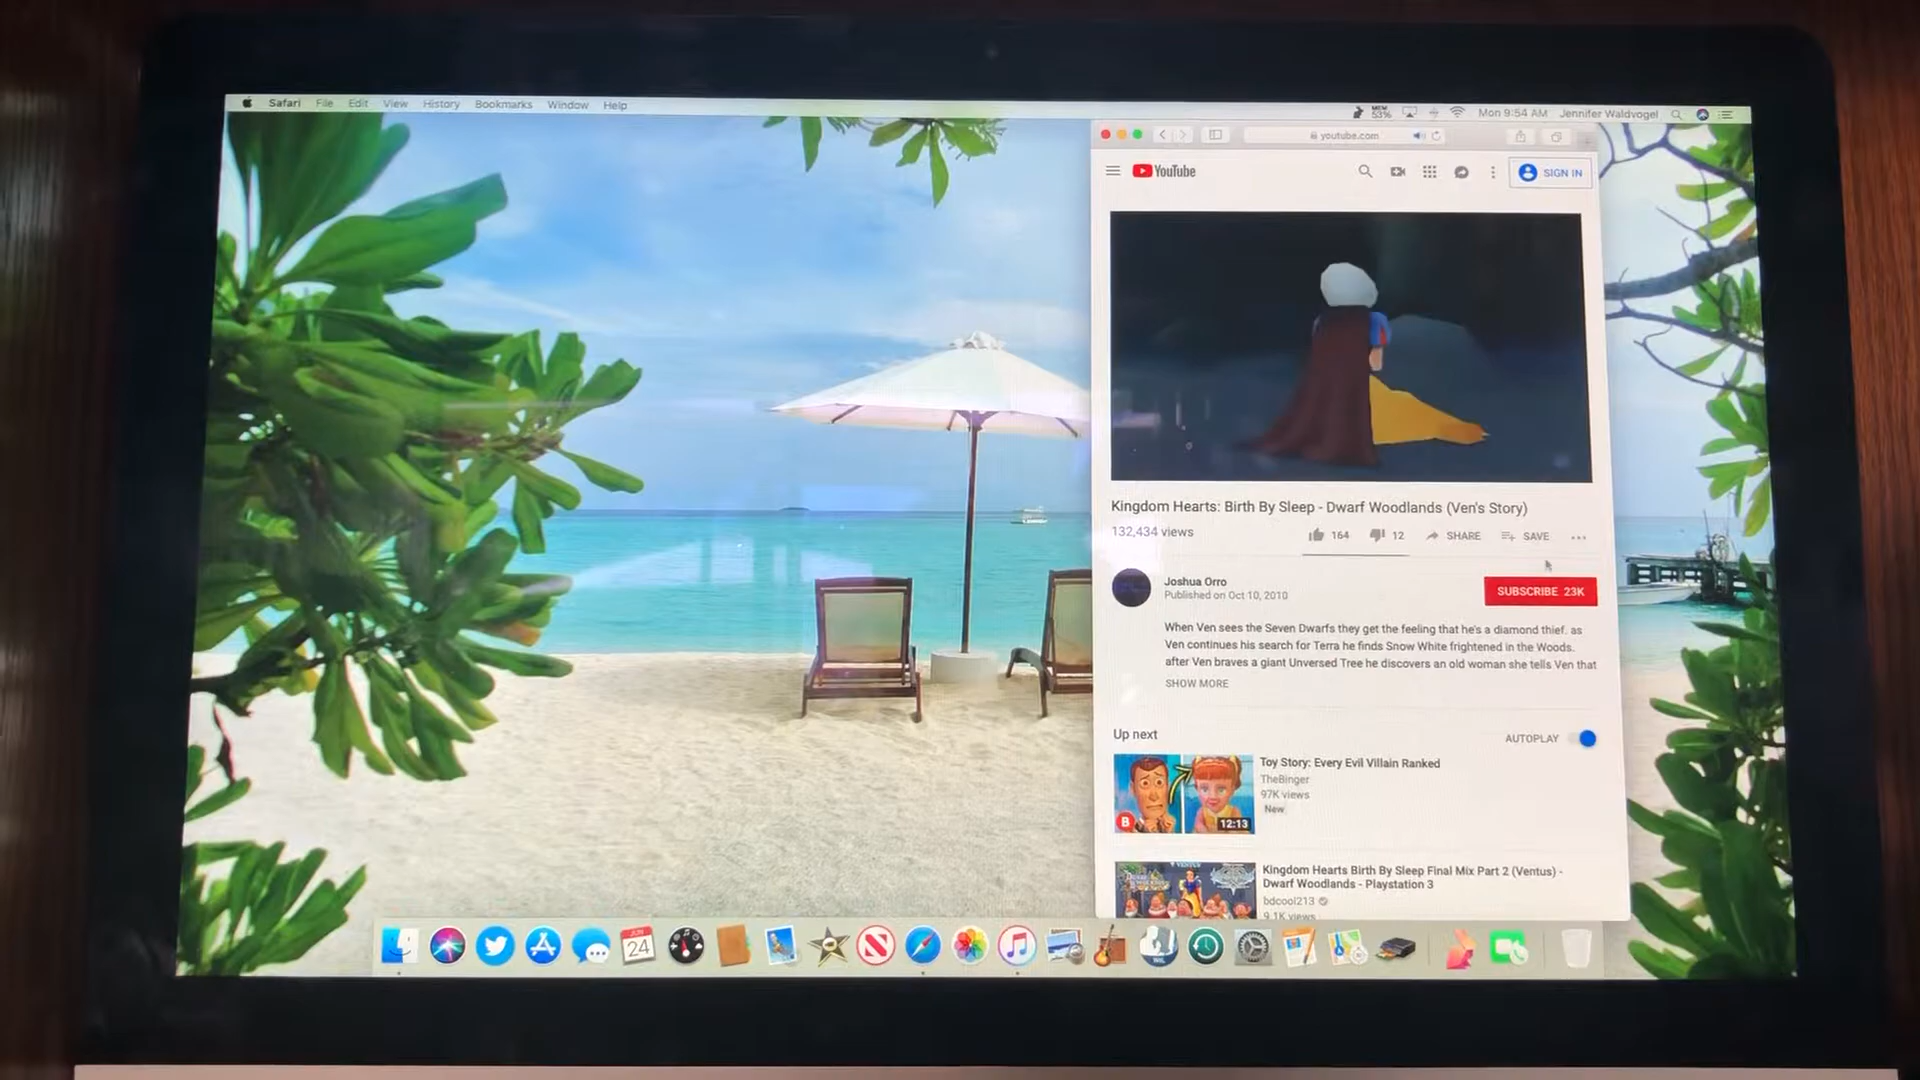 Safari File Edit View History Bookmarks Window Help
MEM 53% Mon 9:54 AM Jennifer Waldvogel
youtube.com
YouTube
SIGN IN
Kingdom Hearts: Birth By Sleep - Dwarf Woodlands (Ven's Story)
132,434 views
164 12 SHARE SAVE
Joshua Orro
Published on Oct 10, 2010
SUBSCRIBE 23K
When Ven sees the Seven Dwarfs they get the feeling that he's a diamond thief. as
Ven continues his search for Terra he finds Snow White frightened in the Woods.
after Ven braves a giant Unversed Tree he discovers an old woman she tells Ven that
SHOW MORE
Up next
AUTOPLAY
Toy Story: Every Evil Villain Ranked
TheBinger
97K views
New
B
12:13
Kingdom Hearts Birth By Sleep Final Mix Part 2 (Ventus) -
Dwarf Woodlands - Playstation 3
bdcool213
9.1K views
JUN
24